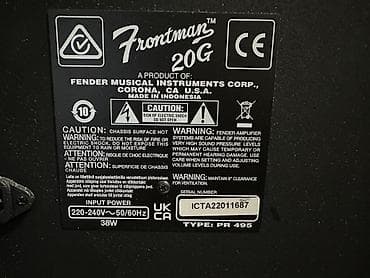 Frontman
20G
CE
A PRODUCT OF:
FENDER MUSICAL INSTRUMENTS CORP.,
CORONA, CA U.S.A.
MADE IN INDONESIA
10
CAUTION
RISK OF ELECTRIC SHOCK
DO NOT OPEN
CAUTION: CHASSIS SURFACE HOT
WARNING: TO REDUCE THE RISK OF FIRE OR
ELECTRIC SHOCK, DO NOT EXPOSE THIS
EQUIPMENT TO RAIN OR MOISTURE
ATTENTION: RISQUE DE CHOC ELECTRIQUE
- NE PAS OUVRIR
ATTENTION: SUPERFICIE DE CHASSIS
CHAUDE
WARNING: FENDER AMPLIFIER
SYSTEMS ARE CAPABLE OF PRODUCING
VERY HIGH SOUND PRESSURE LEVELS
WHICH MAY CAUSE TEMPORARY OR
PERMANENT HEARING DAMAGE. USE
CARE WHEN SETTING AND ADJUSTING
VOLUME LEVELS DURING USE.
WARNING: MAINTAIN 6" CLEARANCE
FOR VENTILATION.
SERIAL NUMBER
ICTA22011687
INPUT POWER
220-240V~50/60Hz
38W
UK
CA
TYPE: PR 495